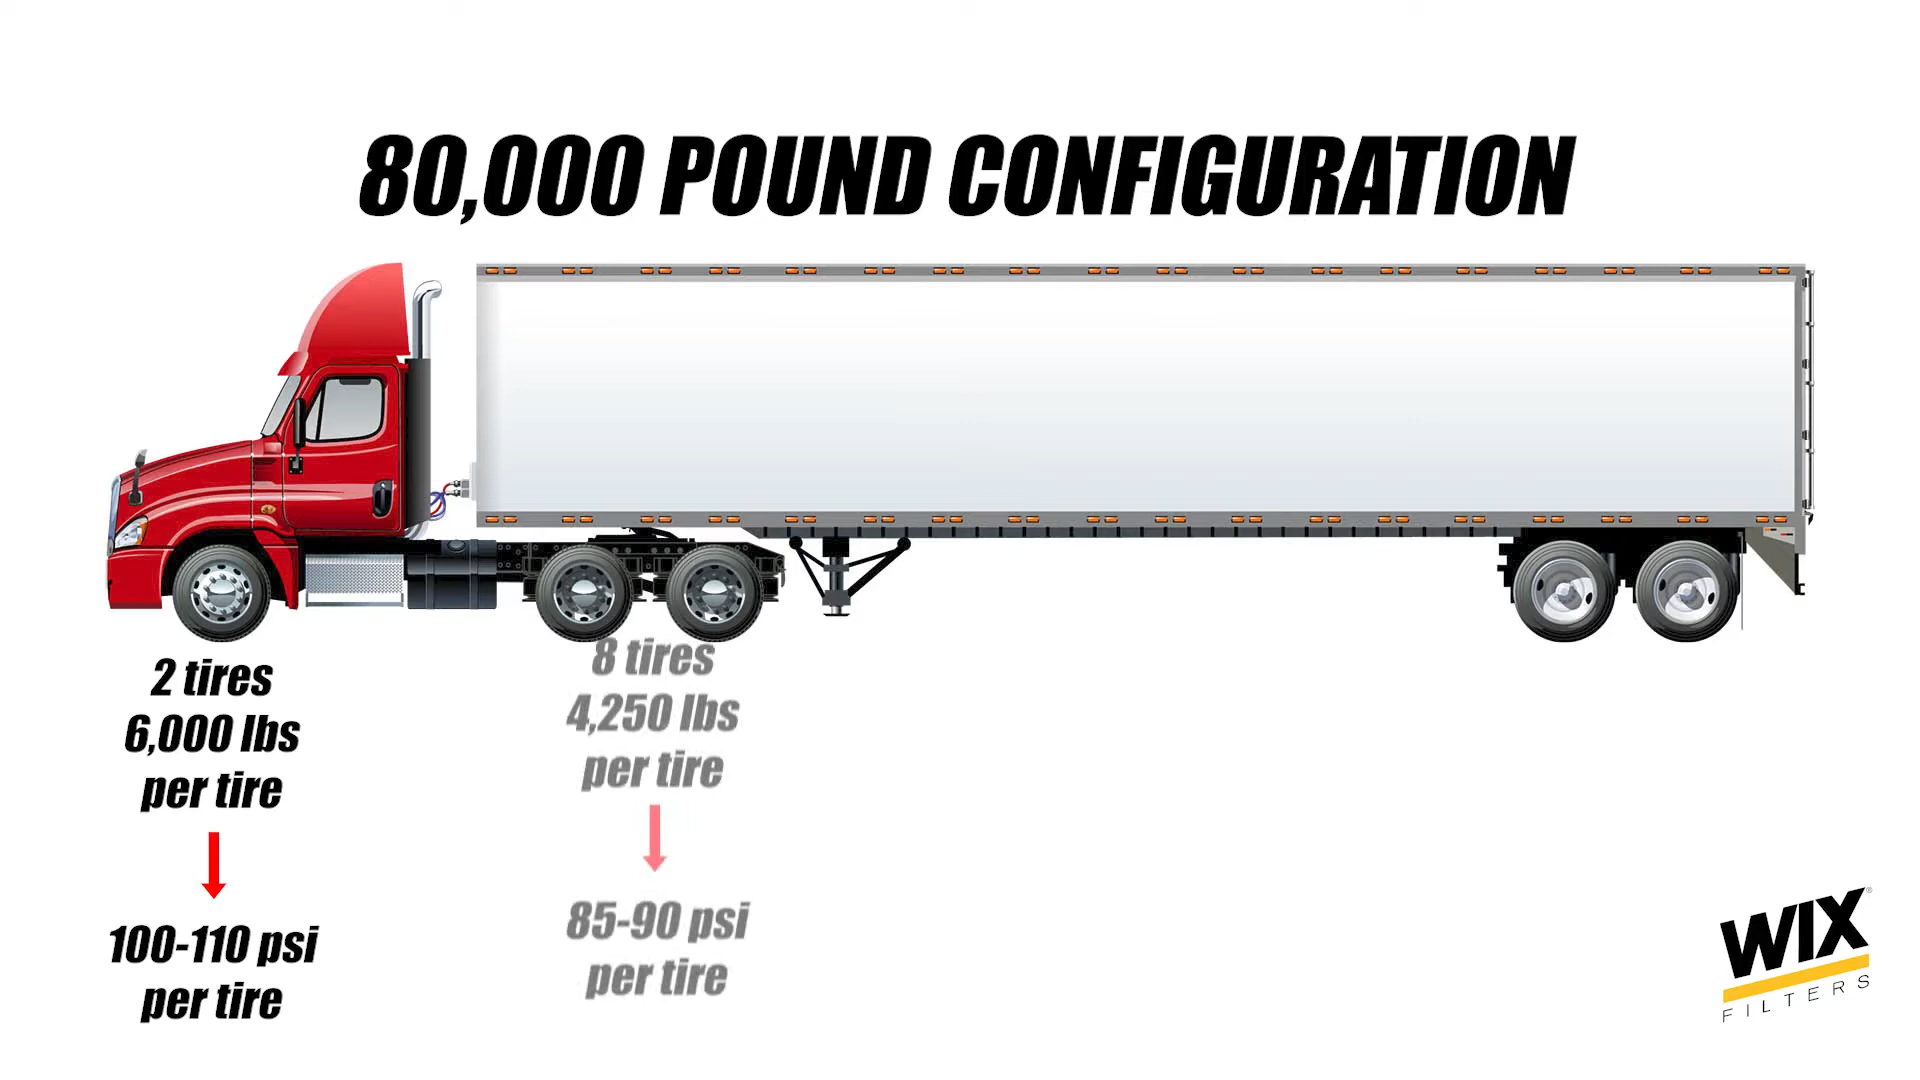 80,000 POUND CONFIGURATION
2 tires
6,000 lbs
per tire
100-110 psi
per tire
8 tires
4,250 lbs
per tire
85-90 psi
per tire
WIX®
FILTERS